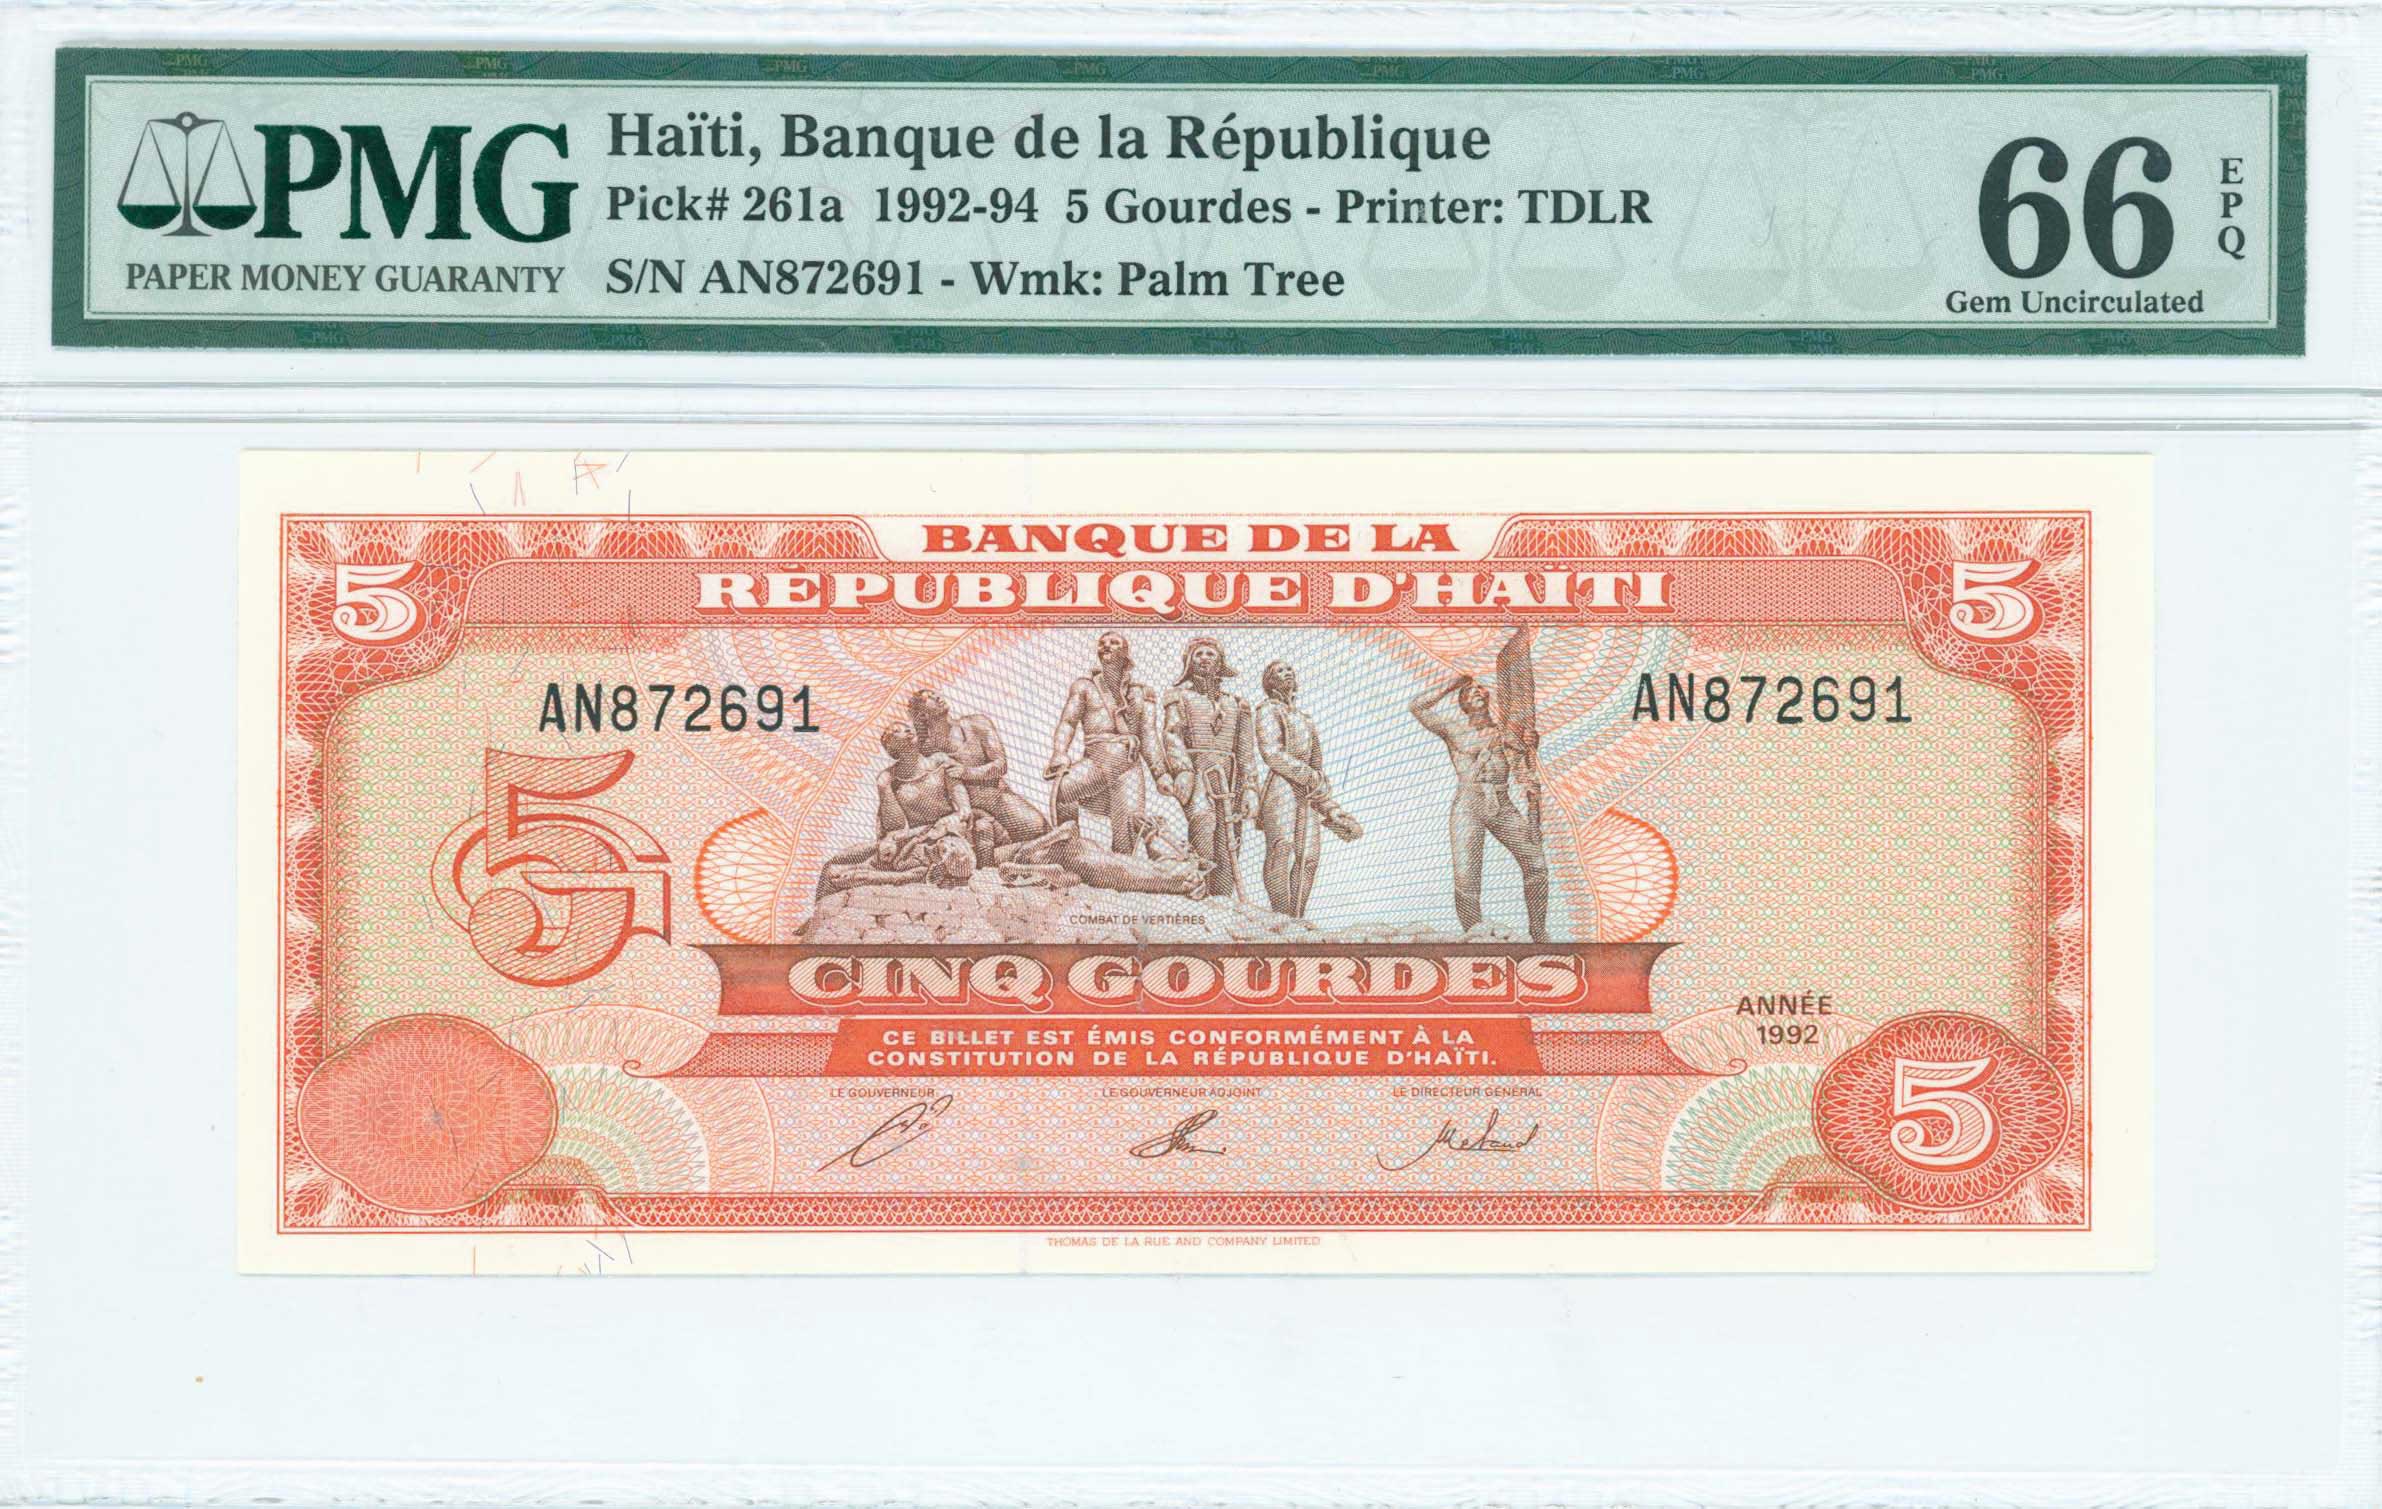 PMG
PAPER MONEY GUARANTY
Haïti, Banque de la République
Pick# 261a 1992-94 5 Gourdes - Printer: TDLR
S/N AN872691 - Wmk: Palm Tree
66
EPQ
Gem Uncirculated
BANQUE DE LA
RÉPUBLIQUE D'HAÏTI
5
5
AN872691
AN872691
5G
COMBAT DE VERTIÈRES
CINQ GOURDES
ANNÉE
1992
CE BILLET EST ÉMIS CONFORMÉMENT À LA
CONSTITUTION DE LA RÉPUBLIQUE D'HAÏTI.
5
LE GOUVERNEUR
LE GOUVERNEUR ADJOINT
LE DIRECTEUR GÉNÉRAL
THOMAS DE LA RUE AND COMPANY LIMITED